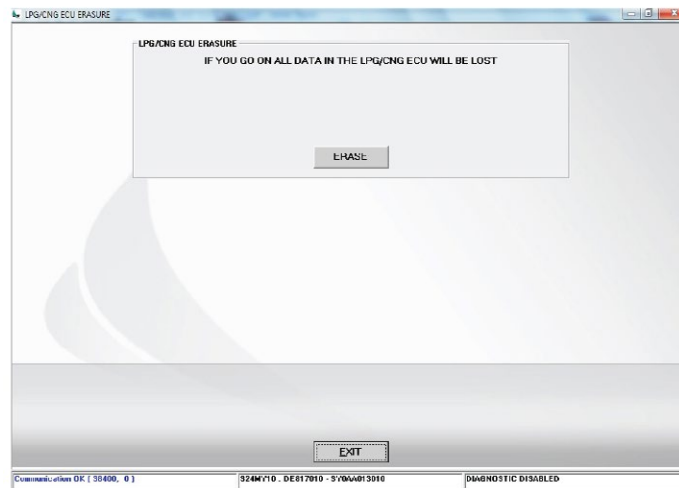 LPG/CNG ECU ERASURE
LPG/CNG ECU ERASURE
IF YOU GO ON ALL DATA IN THE LPG/CNG ECU WILL BE LOST
ERASE
EXIT
Communication OK ( 38400, 0 )
DIAGNOSTIC DISABLED